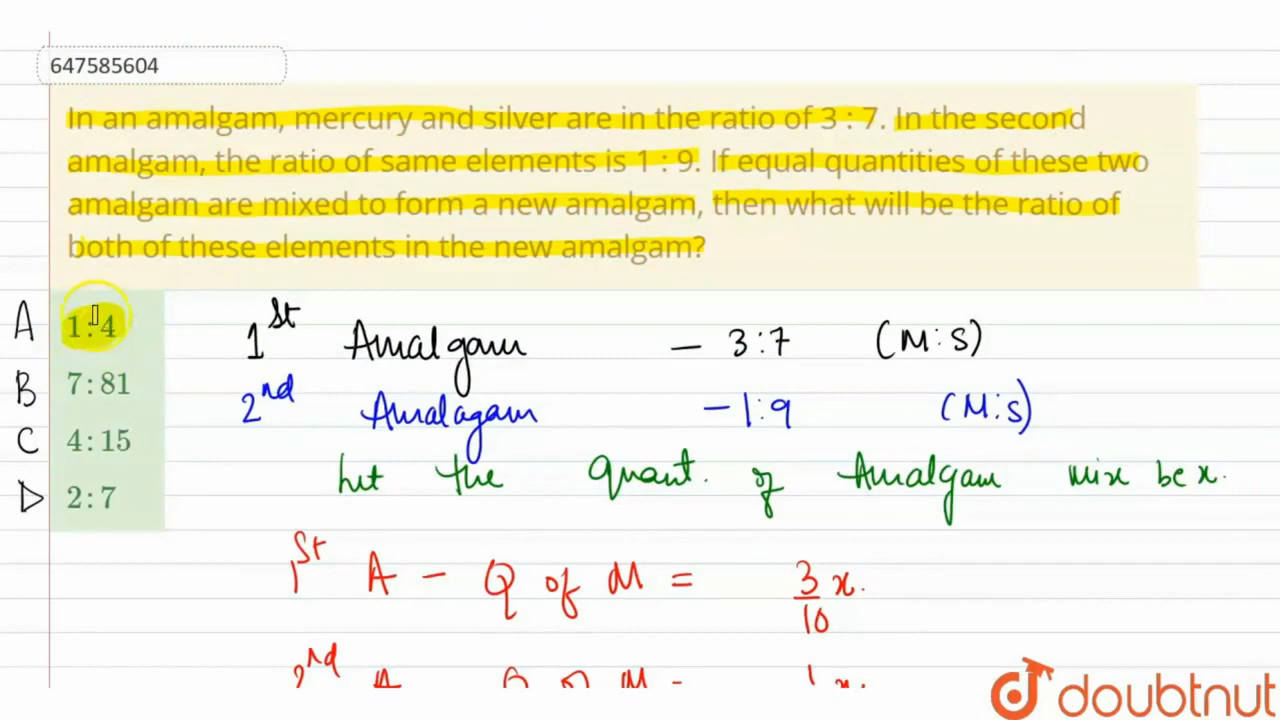 647585604
In an amalgam, mercury and silver are in the ratio of 3 : 7. In the second
amalgam, the ratio of same elements is 1 : 9. If equal quantities of these two
amalgam are mixed to form a new amalgam, then what will be the ratio of
both of these elements in the new amalgam?
A 1 : 4
B 7 : 81
C 4 : 15
D 2 : 7
1st Amalgam - 3:7 (M:S)
2nd Amalagam - 1:9 (M:S)
let the Quant. of Amalgam mix be x.
1st A - Q of M = 3/10 x.
2nd A
doubtnut